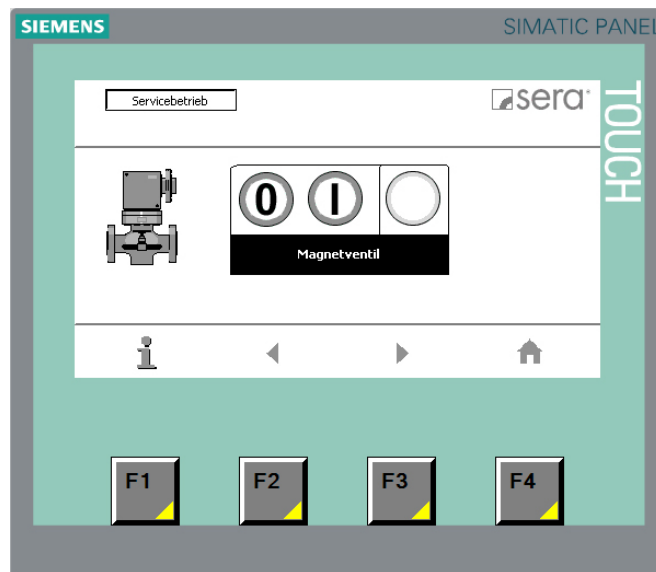 SIEMENS
SIMATIC PANEL
Servicebetrieb
sera
TOUCH
0 I
Magnetventil
i
F1 F2 F3 F4